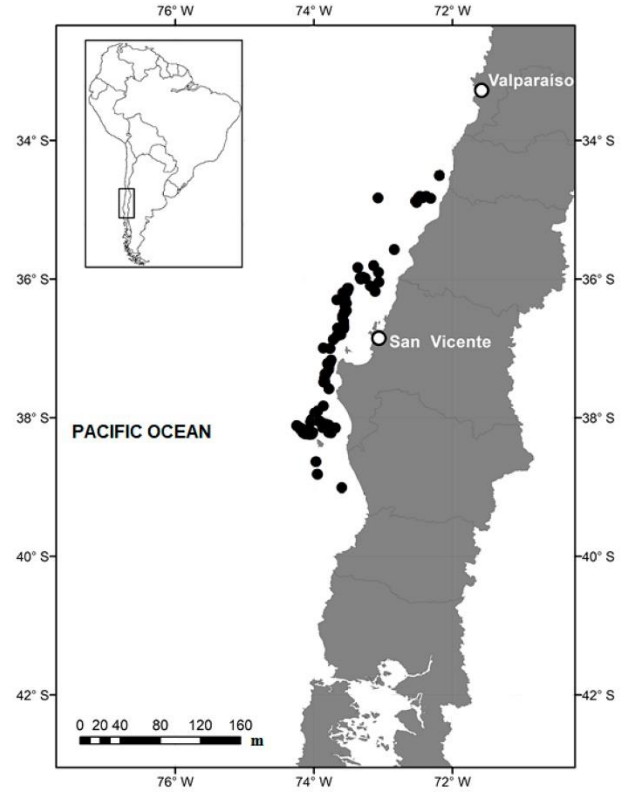 76° W 74° W 72° W
Valparaíso
34° S 34° S
36° S 36° S
San Vicente
38° S 38° S
PACIFIC OCEAN
40° S 40° S
42° S 42° S
0 20 40 80 120 160
m
76° W 74° W 72° W